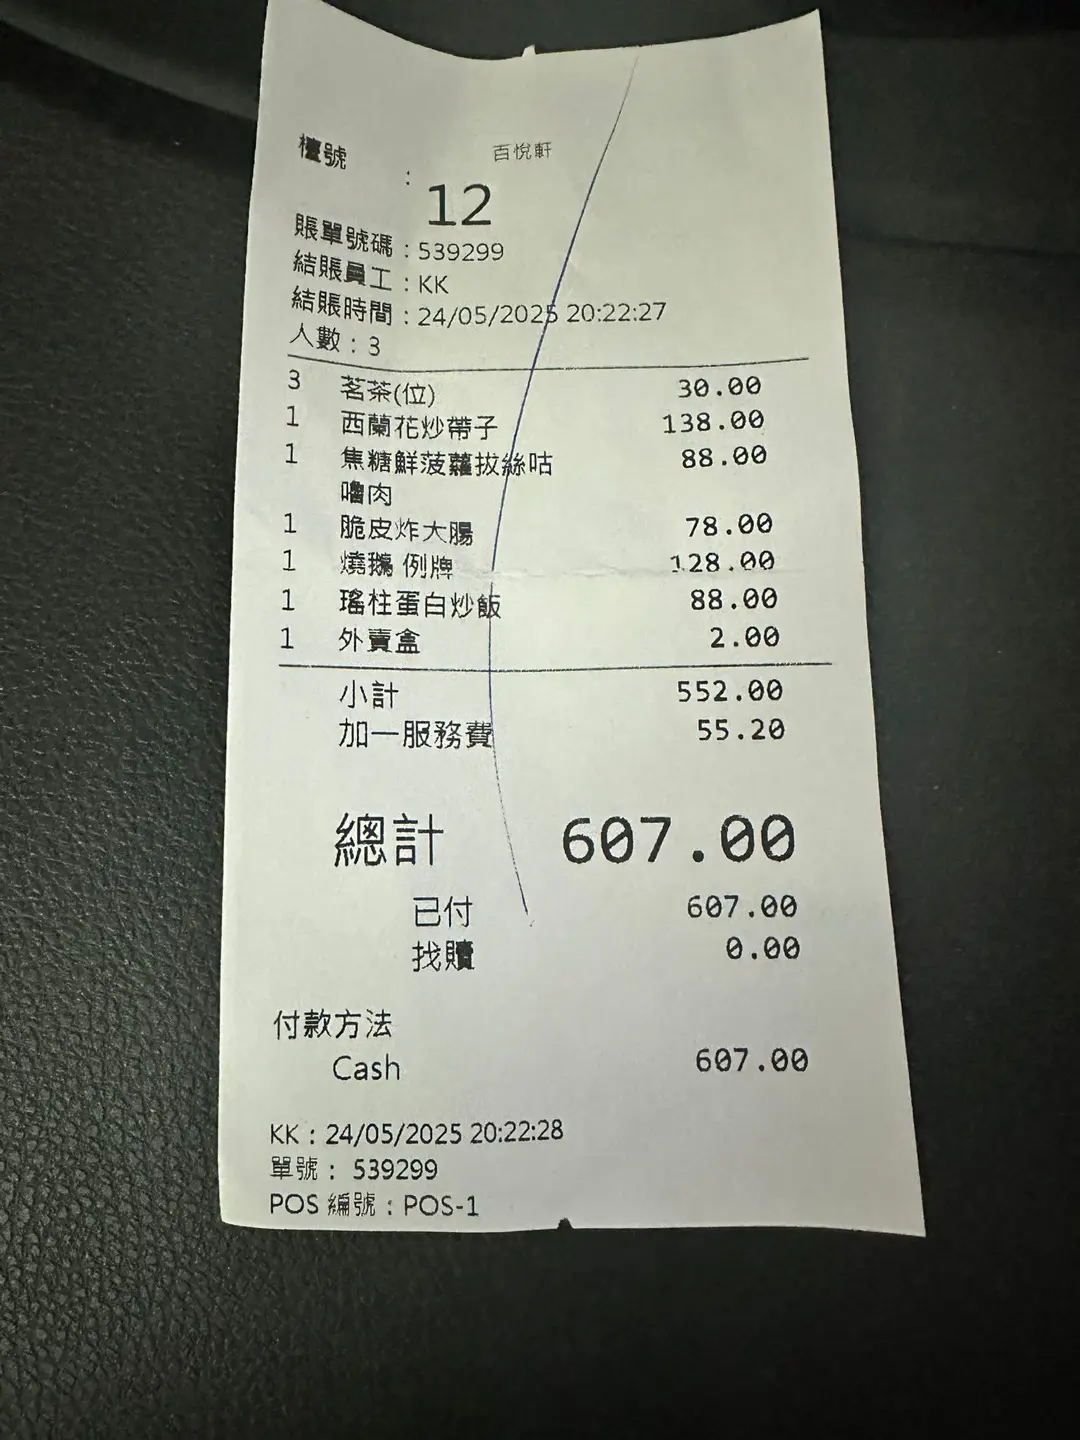 百悅軒
檯號 : 12
賬單號碼 : 539299
結賬員工 : KK
結賬時間 : 24/05/2025 20:22:27
人數 : 3
3 茗茶(位) 30.00
1 西蘭花炒帶子 138.00
1 焦糖鮮菠蘿拔絲咕 88.00
嚕肉
1 脆皮炸大腸 78.00
1 燒鵝 例牌 128.00
1 瑤柱蛋白炒飯 88.00
1 外賣盒 2.00
小計 552.00
加一服務費 55.20
總計 607.00
已付 607.00
找贖 0.00
付款方法
Cash 607.00
KK : 24/05/2025 20:22:28
單號 : 539299
POS 編號 : POS-1